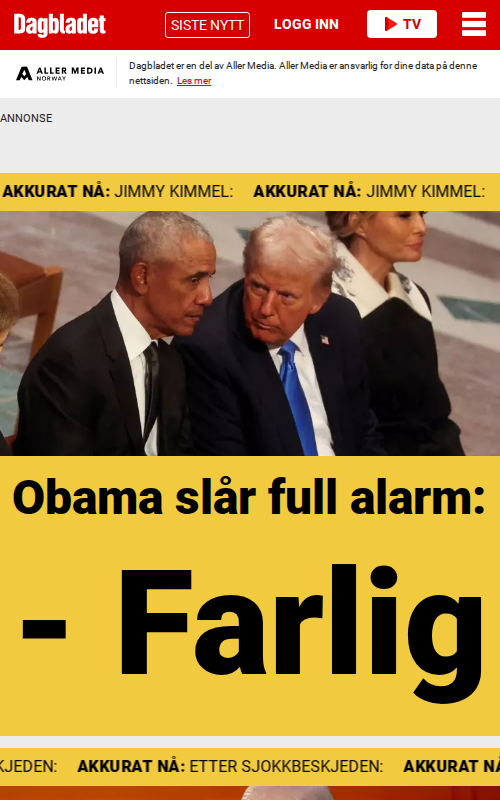 Dagbladet
SISTE NYTT
LOGG INN
TV
ALLER MEDIA
NORWAY
Dagbladet er en del av Aller Media. Aller Media er ansvarlig for dine data på denne
nettsiden. Les mer
ANNONSE
AKKURAT NÅ: JIMMY KIMMEL: AKKURAT NÅ: JIMMY KIMMEL:
Obama slår full alarm:
- Farlig
KJEDEN: AKKURAT NÅ: ETTER SJOKKBESKJEDEN: AKKURAT NÅ